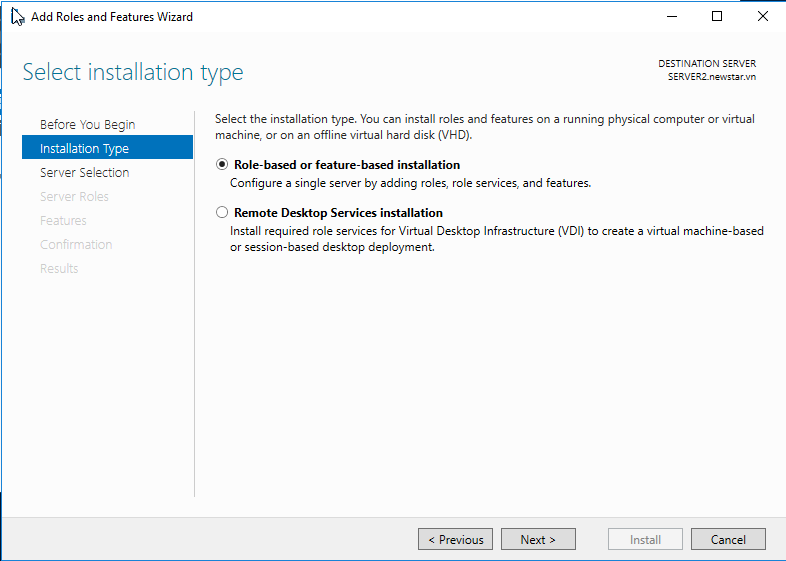 Add Roles and Features Wizard
Select installation type
DESTINATION SERVER
SERVER2.newstar.vn
Before You Begin
Installation Type
Server Selection
Server Roles
Features
Confirmation
Results
Select the installation type. You can install roles and features on a running physical computer or virtual
machine, or on an offline virtual hard disk (VHD).
Role-based or feature-based installation
Configure a single server by adding roles, role services, and features.
Remote Desktop Services installation
Install required role services for Virtual Desktop Infrastructure (VDI) to create a virtual machine-based
or session-based desktop deployment.
< Previous
Next >
Install
Cancel